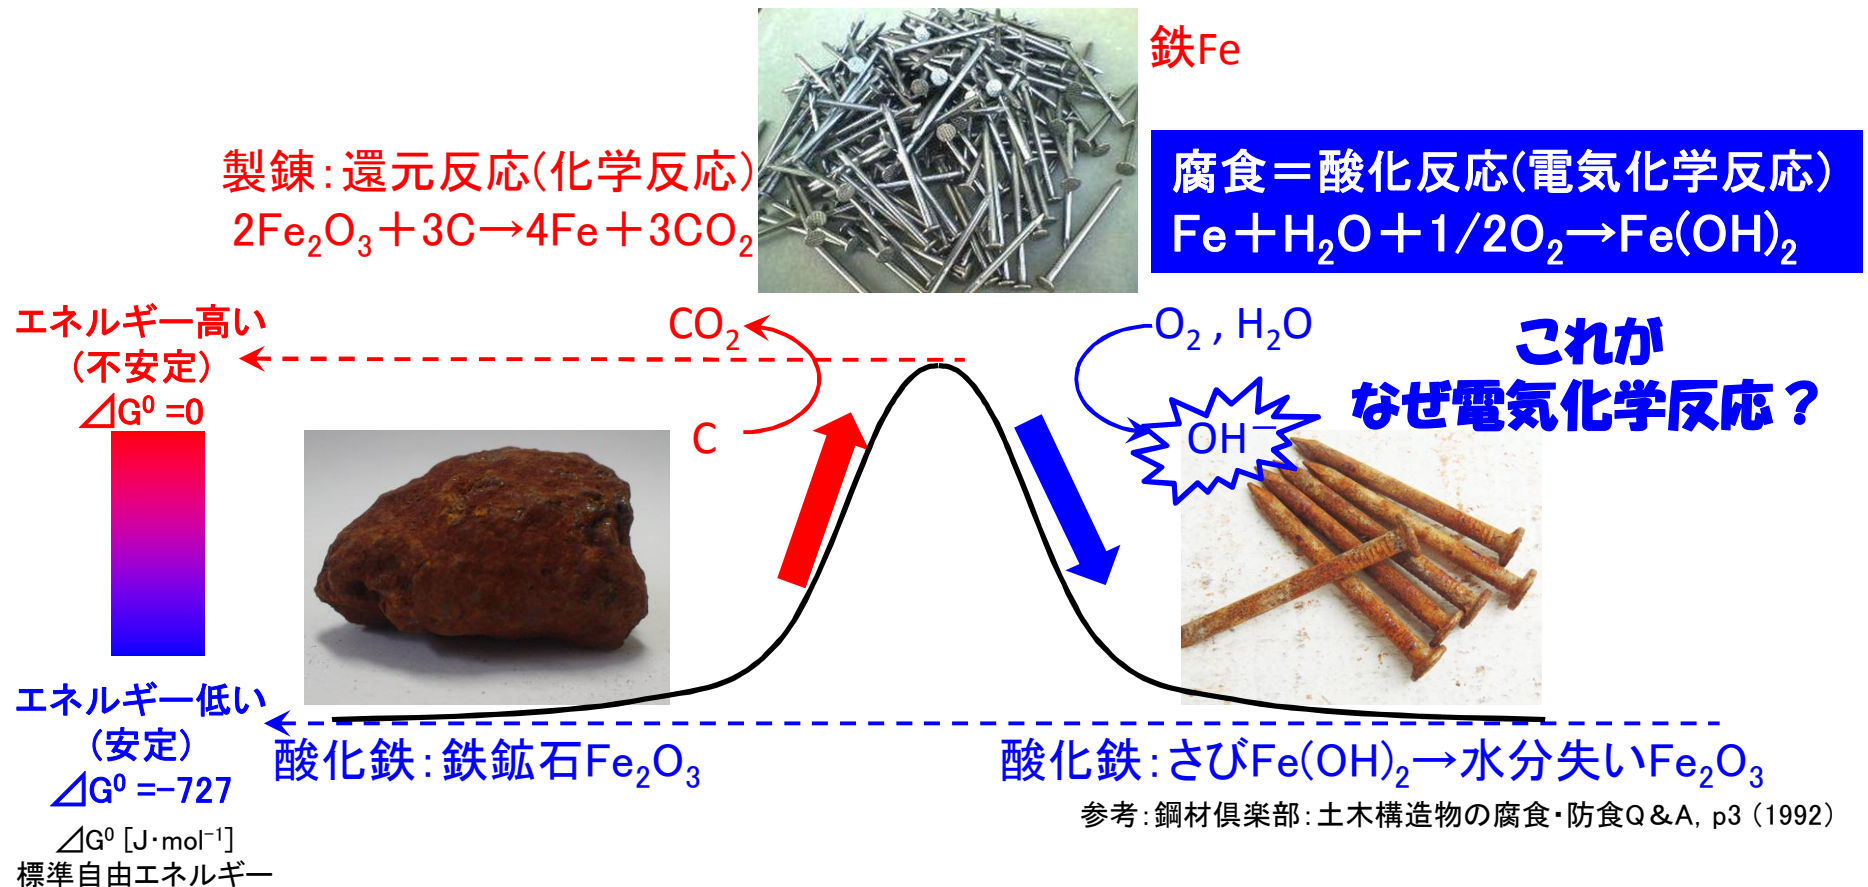 鉄Fe
製錬：還元反応(化学反応)
2Fe₂O₃＋3C→4Fe＋3CO₂
腐食＝酸化反応(電気化学反応)
Fe＋H₂O＋1/2O₂→Fe(OH)₂
エネルギー高い
（不安定）
⊿G⁰ =0
CO₂
C
O₂ , H₂O
OH⁻
これが
なぜ電気化学反応？
エネルギー低い
（安定）
⊿G⁰ =−727
⊿G⁰ [J･mol⁻¹]
標準自由エネルギー
酸化鉄：鉄鉱石Fe₂O₃
酸化鉄：さびFe(OH)₂→水分失いFe₂O₃
参考：鋼材倶楽部：土木構造物の腐食・防食Q＆A, p3 (1992)